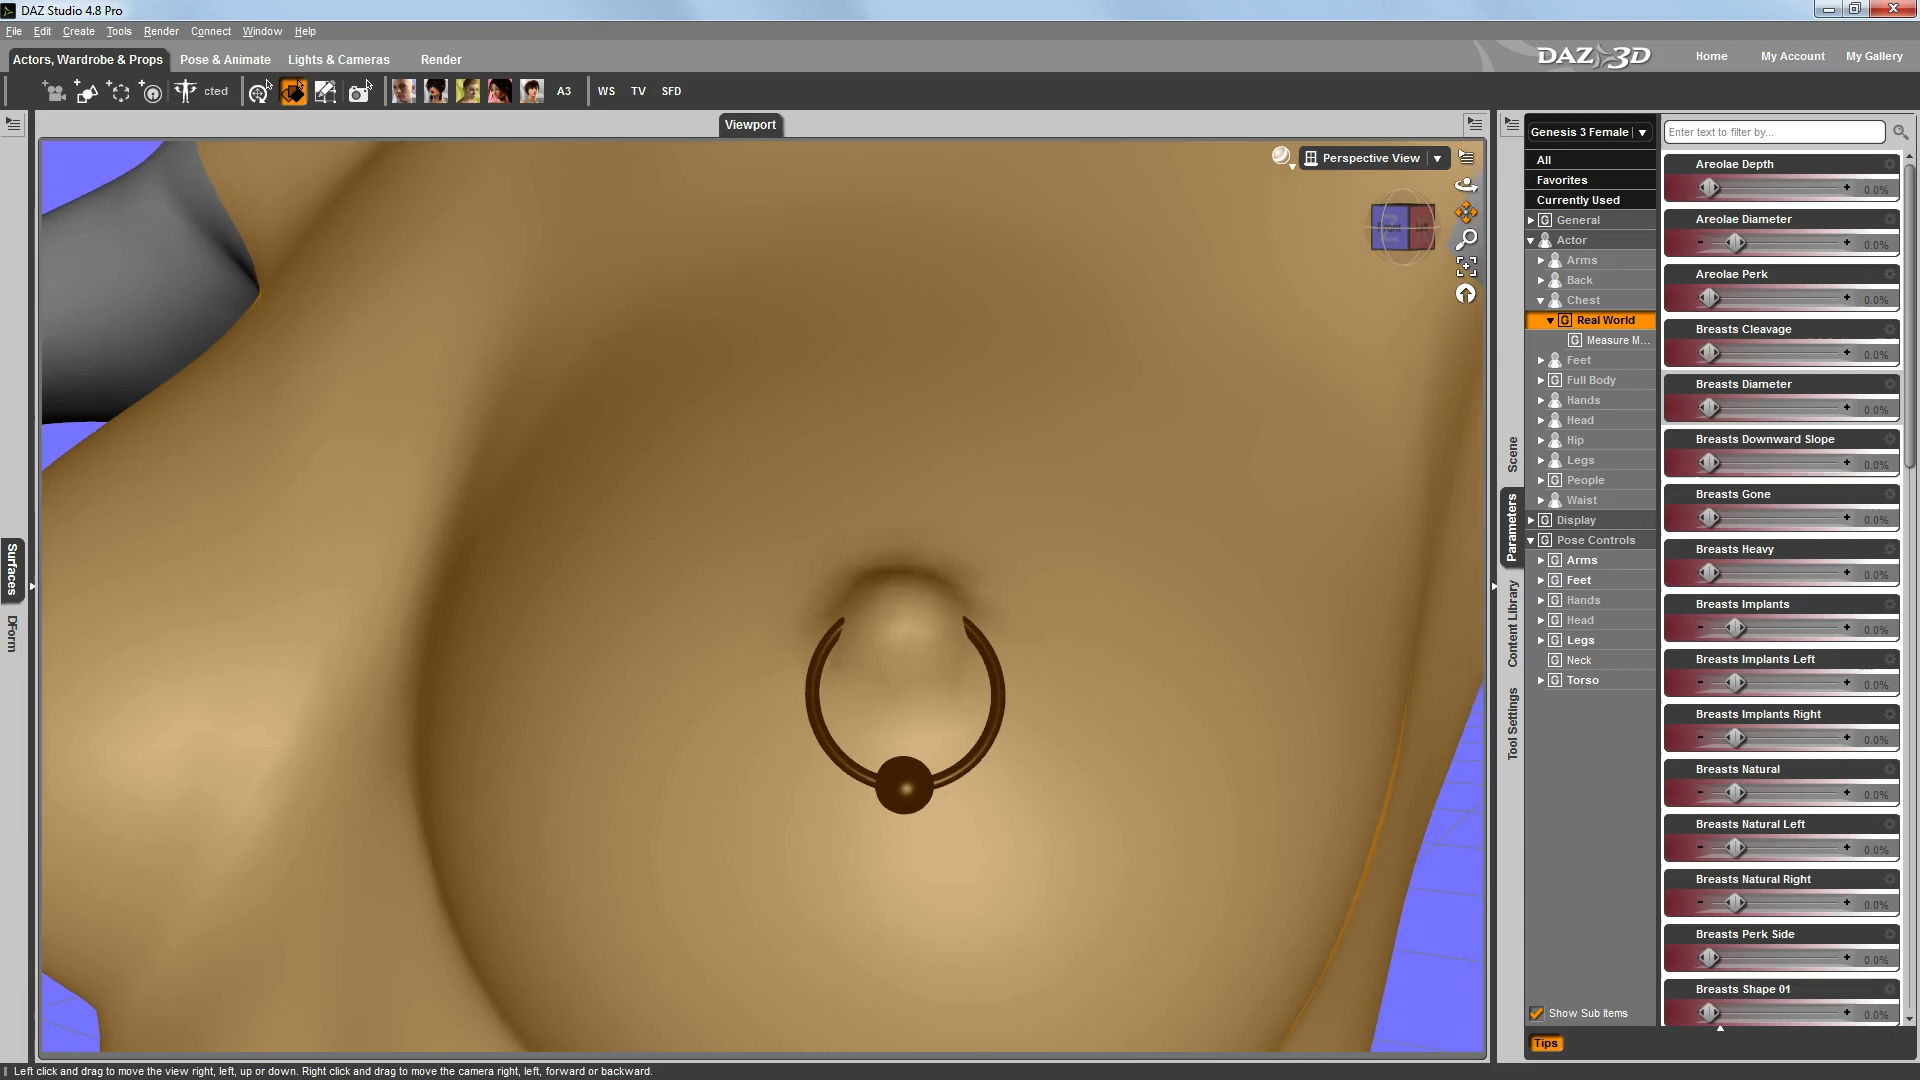 DAZ Studio 4.8 Pro
File Edit Create Tools Render Connect Window Help
Actors, Wardrobe & Props Pose & Animate Lights & Cameras Render
DAZ 3D Home My Account My Gallery
cted A3 WS TV SFD
Viewport
Perspective View
Surfaces
DForm
Scene
Parameters
Content Library
Tool Settings
Genesis 3 Female
All
Favorites
Currently Used
General
Actor
Arms
Back
Chest
Real World
Measure M...
Feet
Full Body
Hands
Head
Hip
Legs
People
Waist
Display
Pose Controls
Arms
Feet
Hands
Head
Legs
Neck
Torso
Show Sub Items
Tips
Enter text to filter by...
Areolae Depth
0.0%
Areolae Diameter
0.0%
Areolae Perk
0.0%
Breasts Cleavage
0.0%
Breasts Diameter
0.0%
Breasts Downward Slope
0.0%
Breasts Gone
0.0%
Breasts Heavy
0.0%
Breasts Implants
0.0%
Breasts Implants Left
0.0%
Breasts Implants Right
0.0%
Breasts Natural
0.0%
Breasts Natural Left
0.0%
Breasts Natural Right
0.0%
Breasts Perk Side
0.0%
Breasts Shape 01
0.0%
Left click and drag to move the view right, left, up or down. Right click and drag to move the camera right, left, forward or backward.